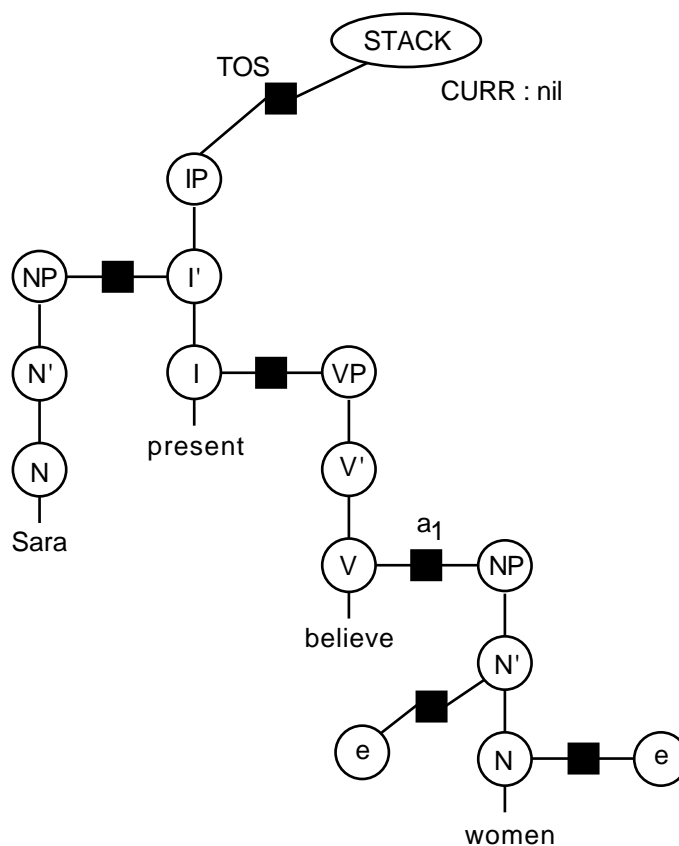 STACK
TOS
CURR : nil
IP
NP
I'
N'
I
VP
present
N
V'
Sara
a1
V
NP
believe
N'
e
N
e
women